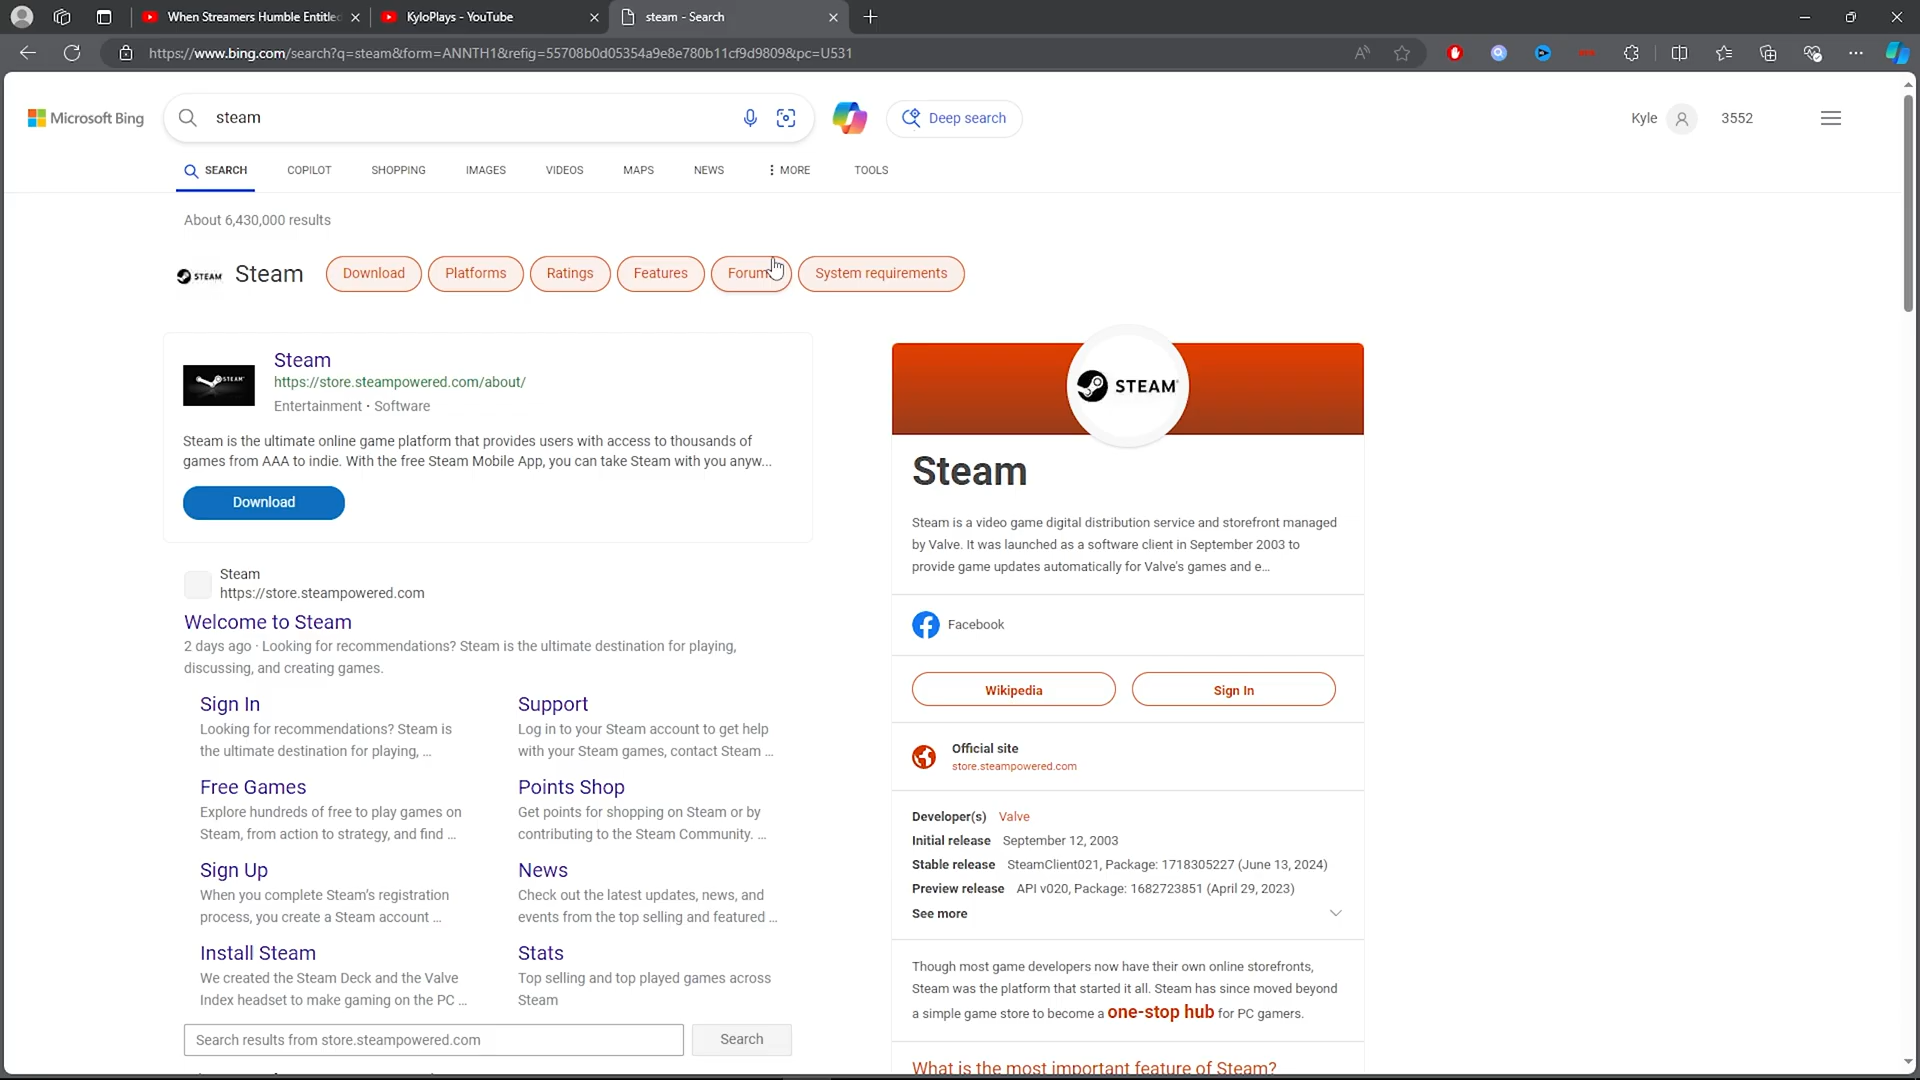 When Streamers Humble Entitle
KyloPlays - YouTube
steam - Search
https://www.bing.com/search?q=steam&form=ANNTH1&refig=55708b0d05354a9e8e780b11cf9d9809&pc=U531
Microsoft Bing
steam
Deep search
Kyle
3552
SEARCH
COPILOT
SHOPPING
IMAGES
VIDEOS
MAPS
NEWS
MORE
TOOLS
About 6,430,000 results
STEAM
Steam
Download
Platforms
Ratings
Features
Forum
System requirements
STEAM
Steam
https://store.steampowered.com/about/
Entertainment · Software
Steam is the ultimate online game platform that provides users with access to thousands of
games from AAA to indie. With the free Steam Mobile App, you can take Steam with you anyw...
Download
Steam
https://store.steampowered.com
Welcome to Steam
2 days ago · Looking for recommendations? Steam is the ultimate destination for playing,
discussing, and creating games.
Sign In
Looking for recommendations? Steam is
the ultimate destination for playing, ...
Support
Log in to your Steam account to get help
with your Steam games, contact Steam ...
Free Games
Explore hundreds of free to play games on
Steam, from action to strategy, and find ...
Points Shop
Get points for shopping on Steam or by
contributing to the Steam Community. ...
Sign Up
When you complete Steam's registration
process, you create a Steam account ...
News
Check out the latest updates, news, and
events from the top selling and featured ...
Install Steam
We created the Steam Deck and the Valve
Index headset to make gaming on the PC ...
Stats
Top selling and top played games across
Steam
Search results from store.steampowered.com
Search
STEAM
Steam
Steam is a video game digital distribution service and storefront managed
by Valve. It was launched as a software client in September 2003 to
provide game updates automatically for Valve's games and e...
Facebook
Wikipedia
Sign In
Official site
store.steampowered.com
Developer(s) Valve
Initial release September 12, 2003
Stable release SteamClient021, Package: 1718305227 (June 13, 2024)
Preview release API v020, Package: 1682723851 (April 29, 2023)
See more
Though most game developers now have their own online storefronts,
Steam was the platform that started it all. Steam has since moved beyond
a simple game store to become a one-stop hub for PC gamers.
What is the most important feature of Steam?